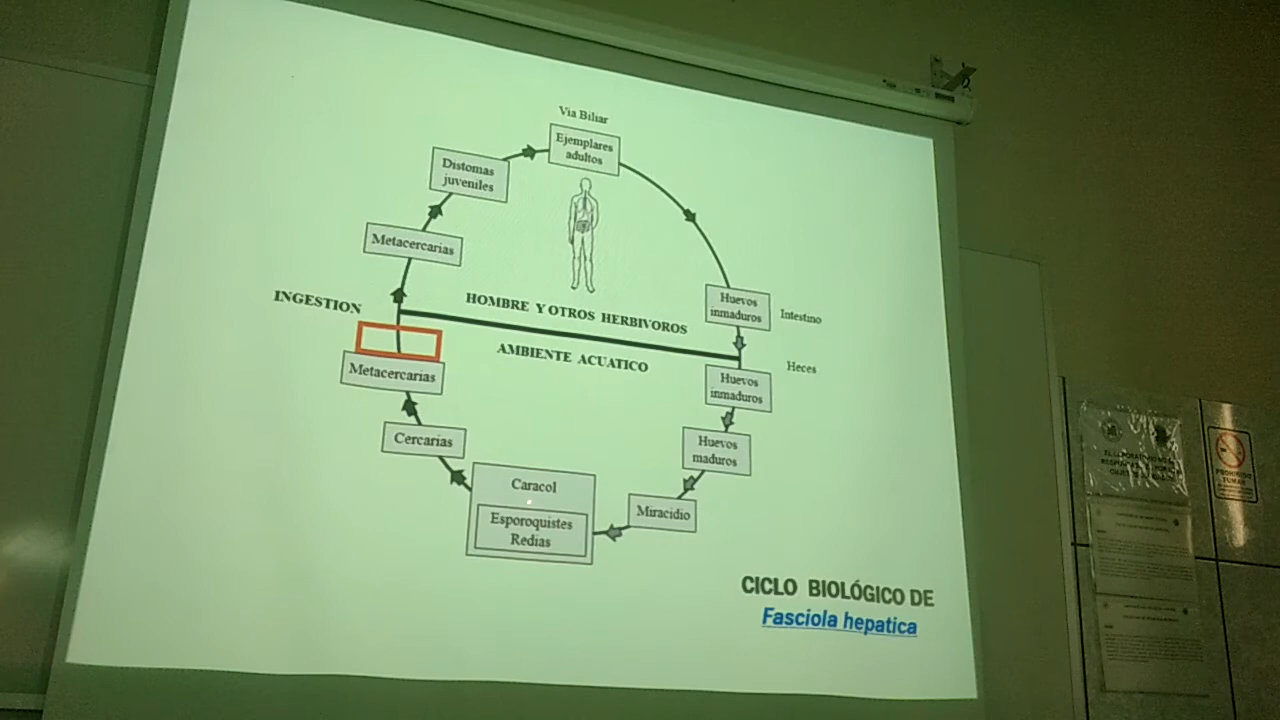 Via Biliar
Ejemplares
adultos
Distomas
juveniles
Metacercarias
INGESTION
HOMBRE Y OTROS HERBIVOROS
Huevos
inmaduros
Intestino
AMBIENTE ACUATICO
Heces
Huevos
inmaduros
Metacercarias
Cercarias
Huevos
maduros
Caracol
Esporoquistes
Redias
Miracidio
CICLO BIOLÓGICO DE
Fasciola hepatica
PROHIBIDO